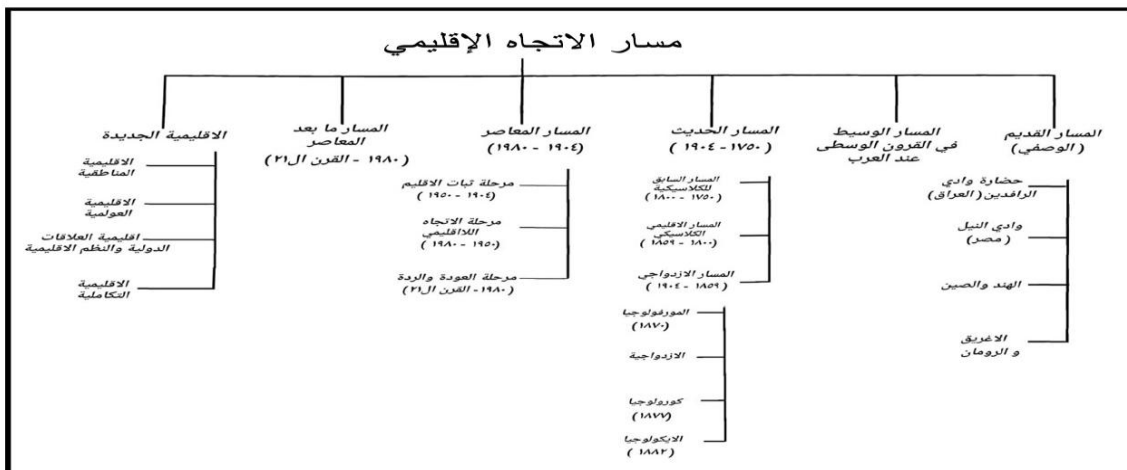 مسار الاتجاه الإقليمي
المسار القديم
(الوصفي)
حضارة وادي
الرافدين (العراق)
وادي النيل
(مصر)
الهند والصين
الاغريق
و الرومان
المسار الوسيط
في القرون الوسطى
عند العرب
المسار الحديث
(١٧٥٠ - ١٩٠٤)
المسار السابق
للكلاسيكية
(١٧٥٠ - ١٨٠٠)
المسار الاقليمي
الكلاسيكي
(١٨٠٠ - ١٨٥٩)
المسار الازدواجي
(١٨٥٩ - ١٩٠٤)
المورفولوجيا
(١٨٧٠)
الازدواجية
كورولوجيا
(١٨٧٧)
الايكولوجيا
(١٨٨٢)
المسار المعاصر
(١٩٠٤ - ١٩٨٠)
مرحلة ثبات الاقليم
(١٩٠٤ - ١٩٥٠)
مرحلة الاتجاه
اللااقليمي
(١٩٥٠ - ١٩٨٠)
مرحلة العودة والردة
(١٩٨٠ - القرن ال٢١)
المسار ما بعد
المعاصر
(١٩٨٠ - القرن ال٢١)
الاقليمية الجديدة
الاقليمية
المناطقية
الاقليمية
العولمية
اقليمية العلاقات
الدولية والنظم الاقليمية
الاقليمية
التكاملية